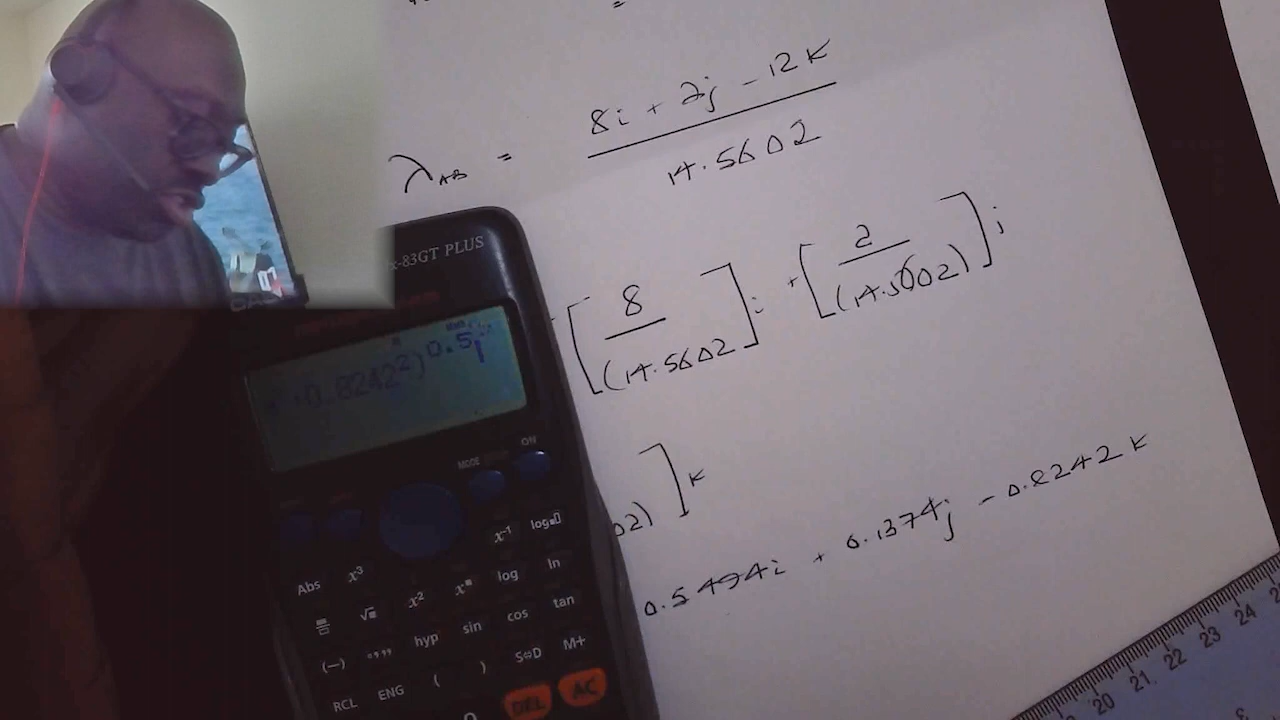 8i + 2j - 12k
λAB =
14.5602
x-83GT PLUS
[8/(14.5602] i + [2/(14.5602)] j
0.8242²)^0.5
02)] k
0.5494i + 0.1374j - 0.8242k
MODE ON
x⁻¹ log
Abs x³ x² log ln
√ hyp sin cos tan
(-) RCL ENG ( ) S⇔D M+
DEL AC
20 21 22 23 24